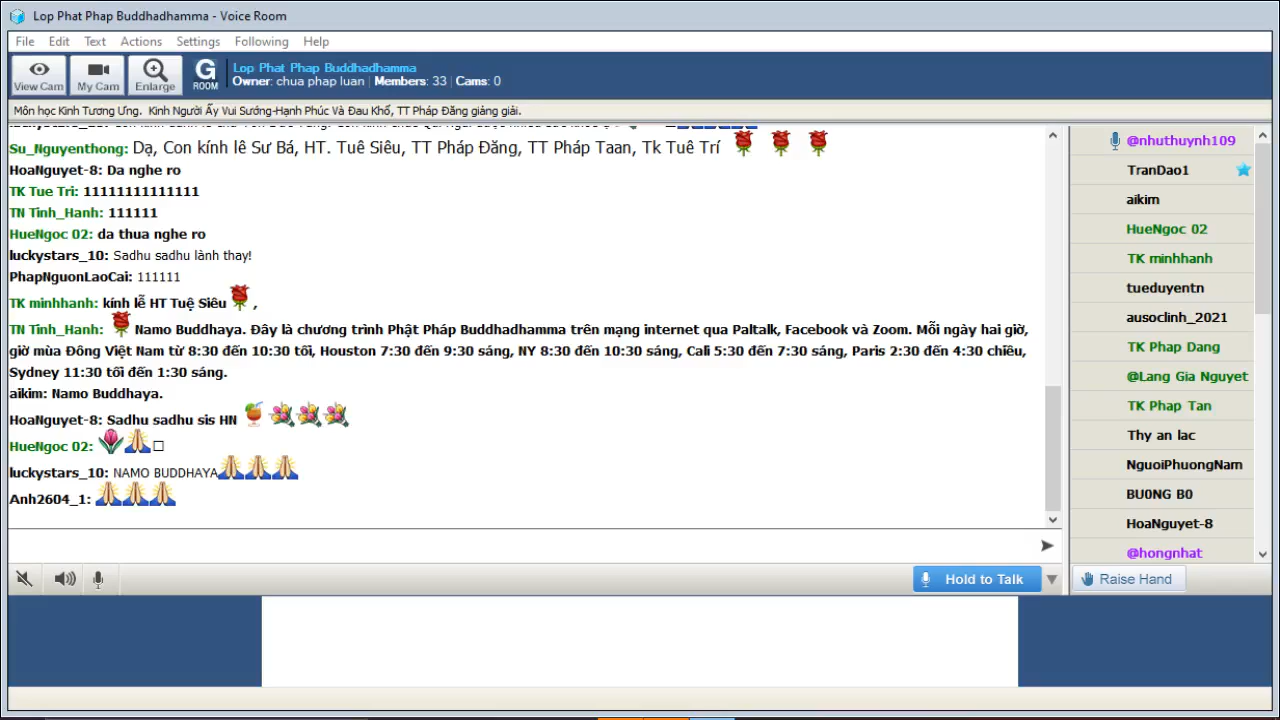 Lop Phat Phap Buddhadhamma - Voice Room
File Edit Text Actions Settings Following Help
View Cam My Cam Enlarge G ROOM
Lop Phat Phap Buddhadhamma
Owner: chua phap luan | Members: 33 | Cams: 0
Môn học Kinh Tương Ưng. Kinh Người Ấy Vui Sướng-Hạnh Phúc Và Đau Khổ, TT Pháp Đăng giảng giải.
Su_Nguyenthong: Dạ, Con kính lê Sư Bá, HT. Tuê Siêu, TT Pháp Đăng, TT Pháp Taan, Tk Tuê Trí
HoaNguyet-8: Da nghe ro
TK Tue Tri: 11111111111111
TN Tinh_Hanh: 111111
HueNgoc 02: da thua nghe ro
luckystars_10: Sadhu sadhu lành thay!
PhapNguonLaoCai: 111111
TK minhhanh: kính lễ HT Tuệ Siêu ,
TN Tinh_Hanh: Namo Buddhaya. Đây là chương trình Phật Pháp Buddhadhamma trên mạng internet qua Paltalk, Facebook và Zoom. Mỗi ngày hai giờ,
giờ mùa Đông Việt Nam từ 8:30 đến 10:30 tối, Houston 7:30 đến 9:30 sáng, NY 8:30 đến 10:30 sáng, Cali 5:30 đến 7:30 sáng, Paris 2:30 đến 4:30 chiều,
Sydney 11:30 tối đến 1:30 sáng.
aikim: Namo Buddhaya.
HoaNguyet-8: Sadhu sadhu sis HN
HueNgoc 02:
luckystars_10: NAMO BUDDHAYA
Anh2604_1:
Hold to Talk
@nhuthuynh109
TranDao1
aikim
HueNgoc 02
TK minhhanh
tueduyentn
ausoclinh_2021
TK Phap Dang
@Lang Gia Nguyet
TK Phap Tan
Thy an lac
NguoiPhuongNam
BU0NG B0
HoaNguyet-8
@hongnhat
Raise Hand